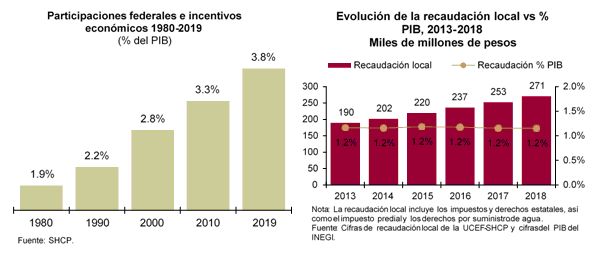 Participaciones federales e incentivos
económicos 1980-2019
(% del PIB)
3.8%
3.3%
2.8%
2.2%
1.9%
1980 1990 2000 2010 2019
Fuente: SHCP.
Evolución de la recaudación local vs %
PIB, 2013-2018
Miles de millones de pesos
Recaudación local Recaudación % PIB
300 2.0%
250 1.5%
200 1.0%
150 0.5%
100 0.0%
50
0
190 202 220 237 253 271
1.2% 1.2% 1.2% 1.2% 1.2% 1.2%
2013 2014 2015 2016 2017 2018
Nota: La recaudación local incluye los impuestos y derechos estatales, así
como el impuesto predial y los derechos por suministro de agua.
Fuente: Cifras de recaudación local de la UCEF-SHCP y cifras del PIB del
INEGI.